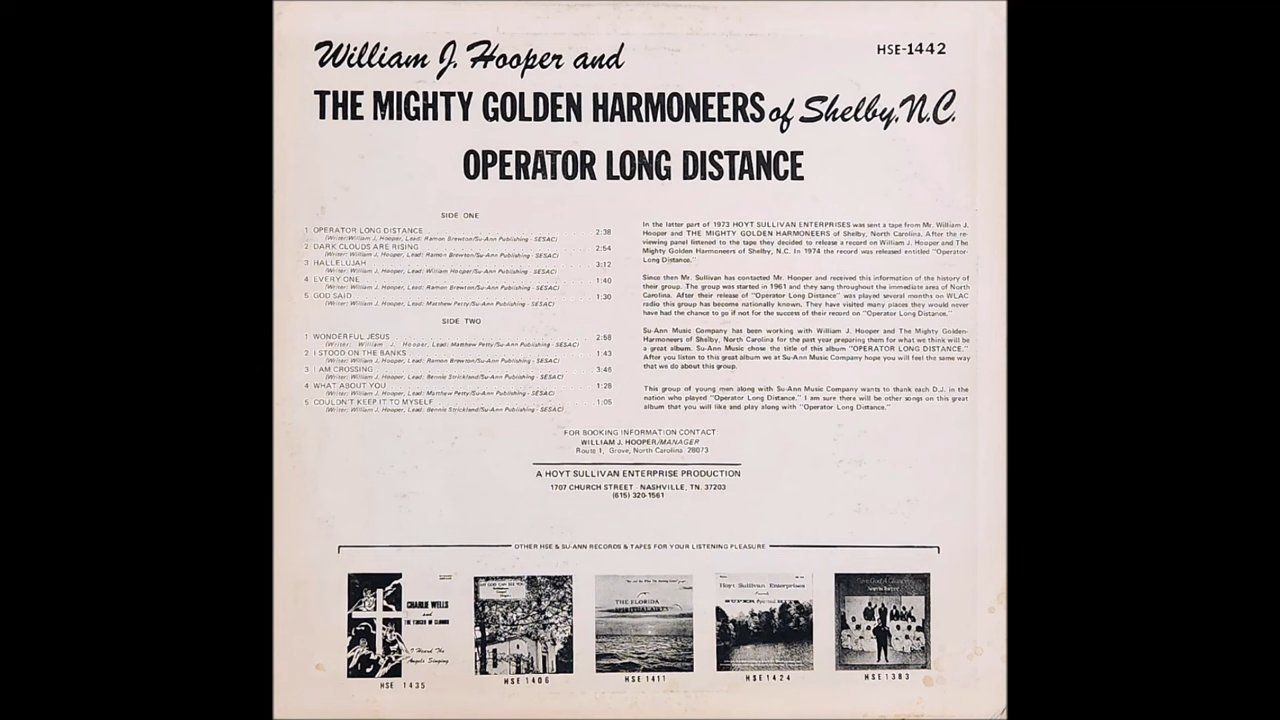 William J. Hooper and
HSE-1442
THE MIGHTY GOLDEN HARMONEERS of Shelby, N.C.
OPERATOR LONG DISTANCE
SIDE ONE
1 OPERATOR LONG DISTANCE 2:38
(Writer: William J. Hooper, Lead: Ramon Brewton/Su-Ann Publishing - SESAC)
2 DARK CLOUDS ARE RISING 2:54
(Writer: William J. Hooper, Lead: Ramon Brewton/Su-Ann Publishing - SESAC)
3 HALLELUJAH 3:12
(Writer: William J. Hooper, Lead: William Hooper/Su-Ann Publishing - SESAC)
4 EVERY ONE 1:40
(Writer: William J. Hooper, Lead: Ramon Brewton/Su-Ann Publishing - SESAC)
5 GOD SAID 1:30
(Writer: William J. Hooper, Lead: Matthew Petty/Su-Ann Publishing - SESAC)
SIDE TWO
1 WONDERFUL JESUS 2:58
(Writer: William J. Hooper, Lead: Matthew Petty/Su-Ann Publishing - SESAC)
2 I STOOD ON THE BANKS 1:43
(Writer: William J. Hooper, Lead: Ramon Brewton/Su-Ann Publishing - SESAC)
3 I AM CROSSING 3:46
(Writer: William J. Hooper, Lead: Bennie Strickland/Su-Ann Publishing - SESAC)
4 WHAT ABOUT YOU 1:28
(Writer: William J. Hooper, Lead: Matthew Petty/Su-Ann Publishing - SESAC)
5 COULDN'T KEEP IT TO MYSELF 1:05
(Writer: William J. Hooper, Lead: Bennie Strickland/Su-Ann Publishing - SESAC)
In the latter part of 1973 HOYT SULLIVAN ENTERPRISES was sent a tape from Mr. William J.
Hooper and THE MIGHTY GOLDEN HARMONEERS of Shelby, North Carolina. After the re-
viewing panel listened to the tape they decided to release a record on William J. Hooper and The
Mighty Golden Harmoneers of Shelby, N.C. In 1974 the record was released entitled "Operator-
Long Distance."
Since then Mr. Sullivan has contacted Mr. Hooper and received this information of the history of
their group. The group was started in 1961 and they sang throughout the immediate area of North
Carolina. After their release of "Operator Long Distance" was played several months on WLAC
radio this group has become nationally known. They have visited many places they would never
have had the chance to go if not for the success of their record on "Operator Long Distance."
Su-Ann Music Company has been working with William J. Hooper and The Mighty Golden-
Harmoneers of Shelby, North Carolina for the past year preparing them for what we think will be
a great album. Su-Ann Music chose the title of this album "OPERATOR LONG DISTANCE."
After you listen to this great album we at Su-Ann Music Company hope you will feel the same way
that we do about this group.
This group of young men along with Su-Ann Music Company wants to thank each D.J. in the
nation who played "Operator Long Distance." I am sure there will be other songs on this great
album that you will like and play along with "Operator Long Distance."
FOR BOOKING INFORMATION CONTACT:
WILLIAM J. HOOPER/MANAGER
Route 1, Grove, North Carolina 28073
A HOYT SULLIVAN ENTERPRISE PRODUCTION
1707 CHURCH STREET - NASHVILLE, TN. 37203
(615) 320-1561
OTHER HSE & SU-ANN RECORDS & TAPES FOR YOUR LISTENING PLEASURE
CHARLIE WELLS
and
I Heard The
Angels Singing
MY GOD CAN SEE YOU
THE FLORIDA
SPIRITUALAIRES
Hoyt Sullivan Enterprises
SUPER Spiritual HITS
HSE 1435
HSE 1406
HSE 1411
HSE 1424
HSE 1383